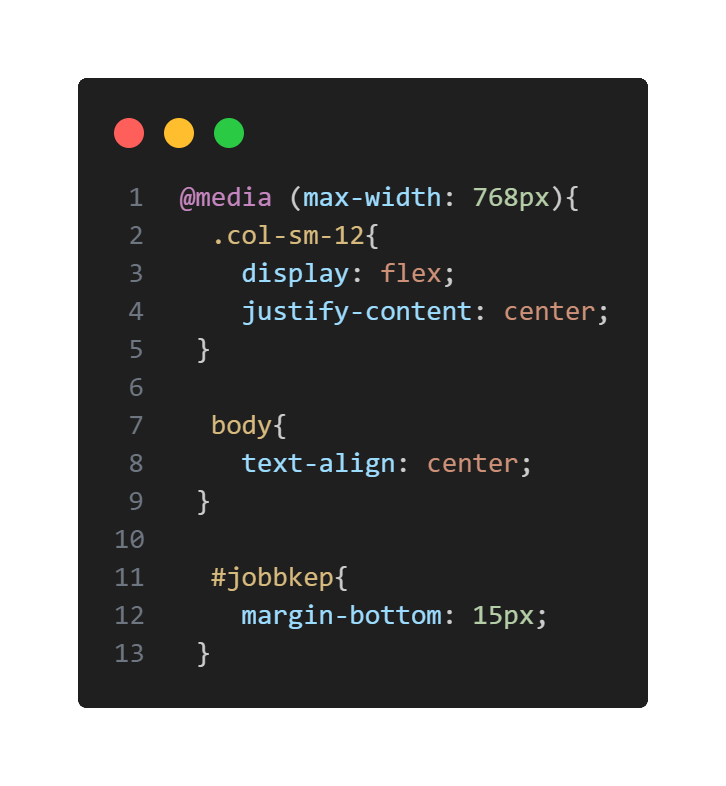 1 @media (max-width: 768px){
2   .col-sm-12{
3     display: flex;
4     justify-content: center;
5  }
6
7   body{
8     text-align: center;
9  }
10
11   #jobbkep{
12     margin-bottom: 15px;
13  }